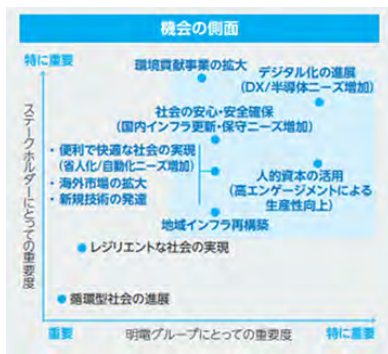 機会の側面
特に重要
環境貢献事業の拡大
デジタル化の進展
(DX/半導体ニーズ増加)
社会の安心・安全確保
(国内インフラ更新・保守ニーズ増加)
・便利で快適な社会の実現
(省人化/自動化ニーズ増加)
・海外市場の拡大
・新規技術の発達
人的資本の活用
(高エンゲージメントによる
生産性向上)
地域インフラ再構築
レジリエントな社会の実現
循環型社会の進展
ステークホルダーにとっての重要度
重要
明電グループにとっての重要度
特に重要